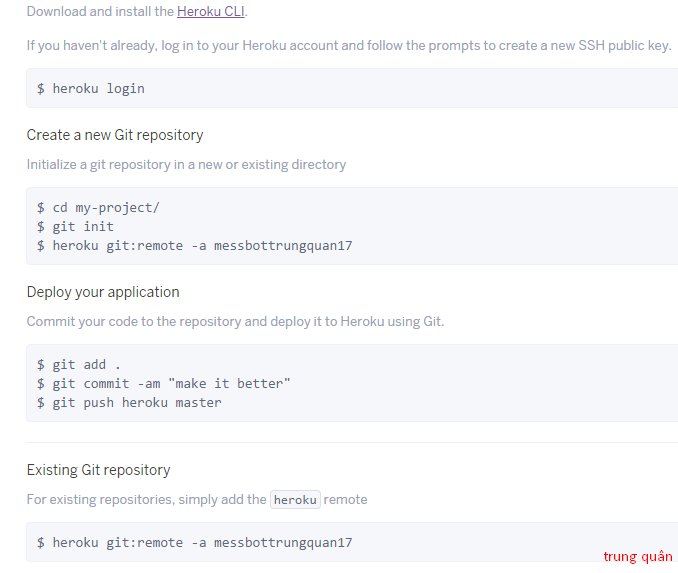 Download and install the Heroku CLI.
If you haven't already, log in to your Heroku account and follow the prompts to create a new SSH public key.
$ heroku login
Create a new Git repository
Initialize a git repository in a new or existing directory
$ cd my-project/
$ git init
$ heroku git:remote -a messbottrungquan17
Deploy your application
Commit your code to the repository and deploy it to Heroku using Git.
$ git add .
$ git commit -am "make it better"
$ git push heroku master
Existing Git repository
For existing repositories, simply add the heroku remote
$ heroku git:remote -a messbottrungquan17
trung quân